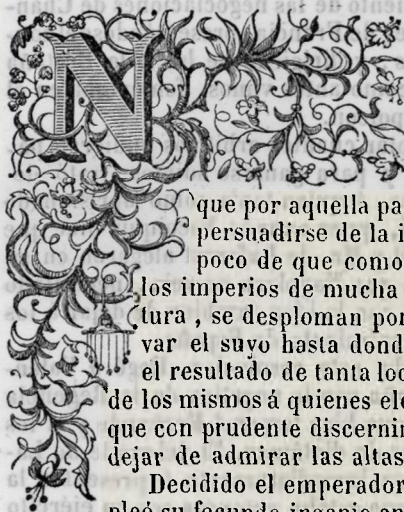 N
que por aquella pa
persuadirse de la i
poco de que como
los imperios de mucha
tura , se desploman por
var el suyo hasta dond
el resultado de tanta loc
de los mismos á quienes ele
que con prudente discernir
dejar de admirar las altas
Decidido el emperador